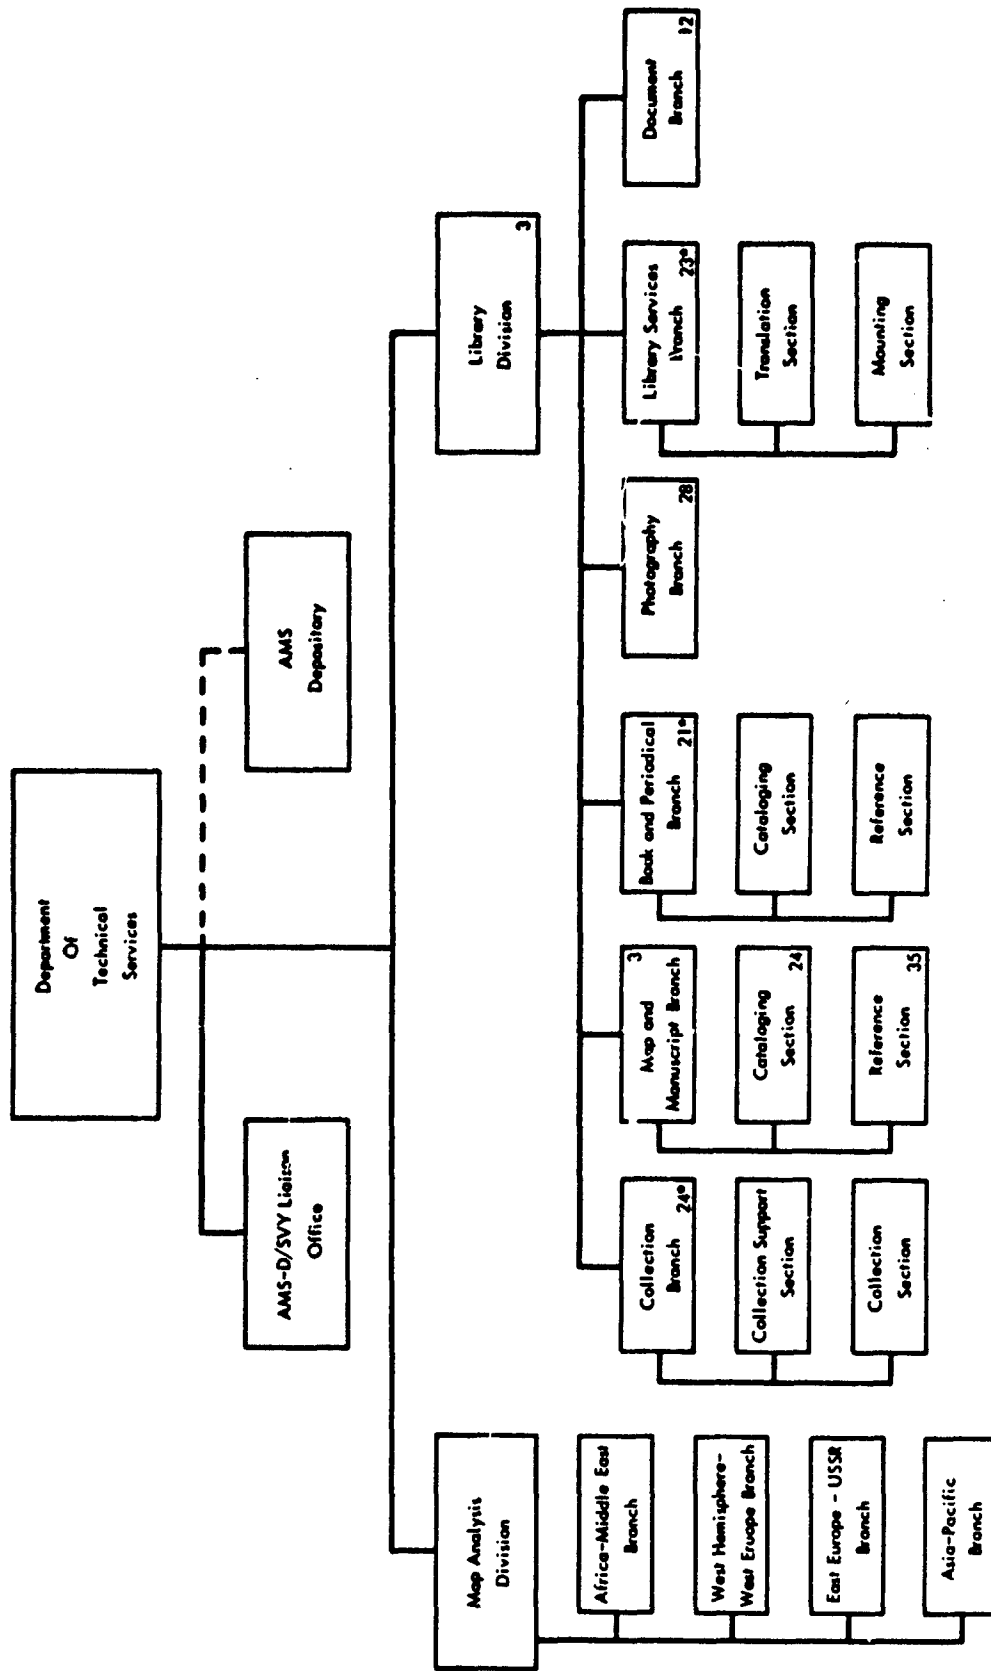 Department
Of
Technical
Services
AMS-D/SVY Liaison
Office
AMS
Depository
Map Analysis
Division
Library
Division
3
Africa-Middle East
Branch
West Hemisphere-
West Eruope Branch
East Europe - USSR
Branch
Asia-Pacific
Branch
Collection
Branch
24*
Collection Support
Section
Collection
Section
3
Map and
Manuscript Branch
Cataloging
Section
24
Reference
Section
35
Book and Periodical
Branch
21*
Cataloging
Section
Reference
Section
Photography
Branch
28
Library Services
Branch
23*
Translation
Section
Mounting
Section
Document
Branch
12